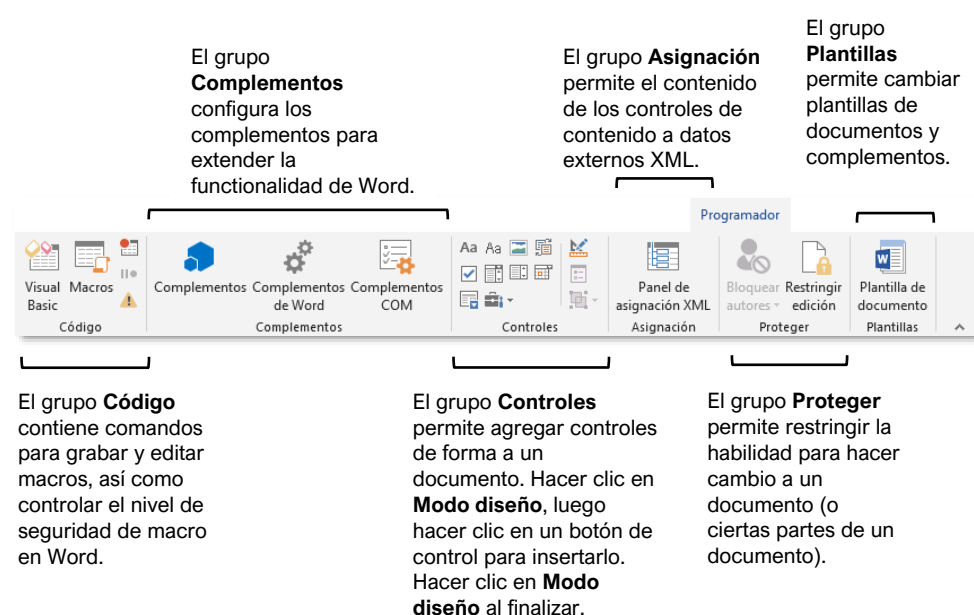 El grupo
Complementos
configura los
complementos para
extender la
functionalidad de Word.
El grupo Asignación
permite el contenido
de los controles de
contenido a datos
externos XML.
El grupo
Plantillas
permite cambiar
plantillas de
documentos y
complementos.
Programador
Visual
Basic
Macros
Código
Complementos
Complementos
de Word
Complementos
COM
Complementos
Aa Aa
Controles
Panel de
asignación XML
Asignación
Bloquear
autores
Restringir
edición
Proteger
W
Plantilla de
documento
Plantillas
El grupo Código
contiene comandos
para grabar y editar
macros, así como
controlar el nivel de
seguridad de macro
en Word.
El grupo Controles
permite agregar controles
de forma a un
documento. Hacer clic en
Modo diseño, luego
hacer clic en un botón de
control para insertarlo.
Hacer clic en Modo
diseño al finalizar.
El grupo Proteger
permite restringir la
habilidad para hacer
cambio a un
documento (o
ciertas partes de un
documento).